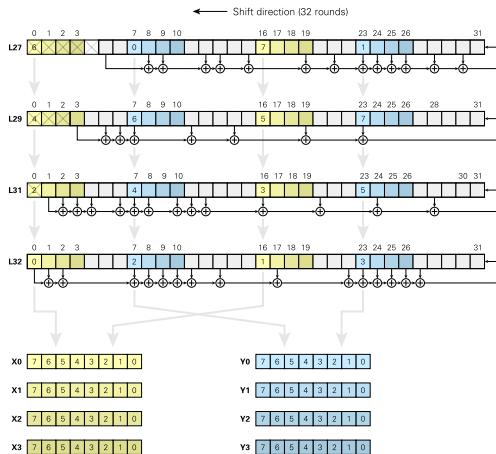 Shift direction (32 rounds)
0 1 2 3 7 8 9 10 16 17 18 19 23 24 25 26 31
L27 6 0 7 1
0 1 2 3 7 8 9 10 16 17 18 19 23 24 25 26 28 31
L29 4 6 5 7
0 1 2 3 7 8 9 10 16 17 18 19 23 24 25 26 30 31
L31 2 4 3 5
0 1 2 3 7 8 9 10 16 17 18 19 23 24 25 26 31
L32 0 2 1 3
X0 7 6 5 4 3 2 1 0 Y0 7 6 5 4 3 2 1 0
X1 7 6 5 4 3 2 1 0 Y1 7 6 5 4 3 2 1 0
X2 7 6 5 4 3 2 1 0 Y2 7 6 5 4 3 2 1 0
X3 7 6 5 4 3 2 1 0 Y3 7 6 5 4 3 2 1 0